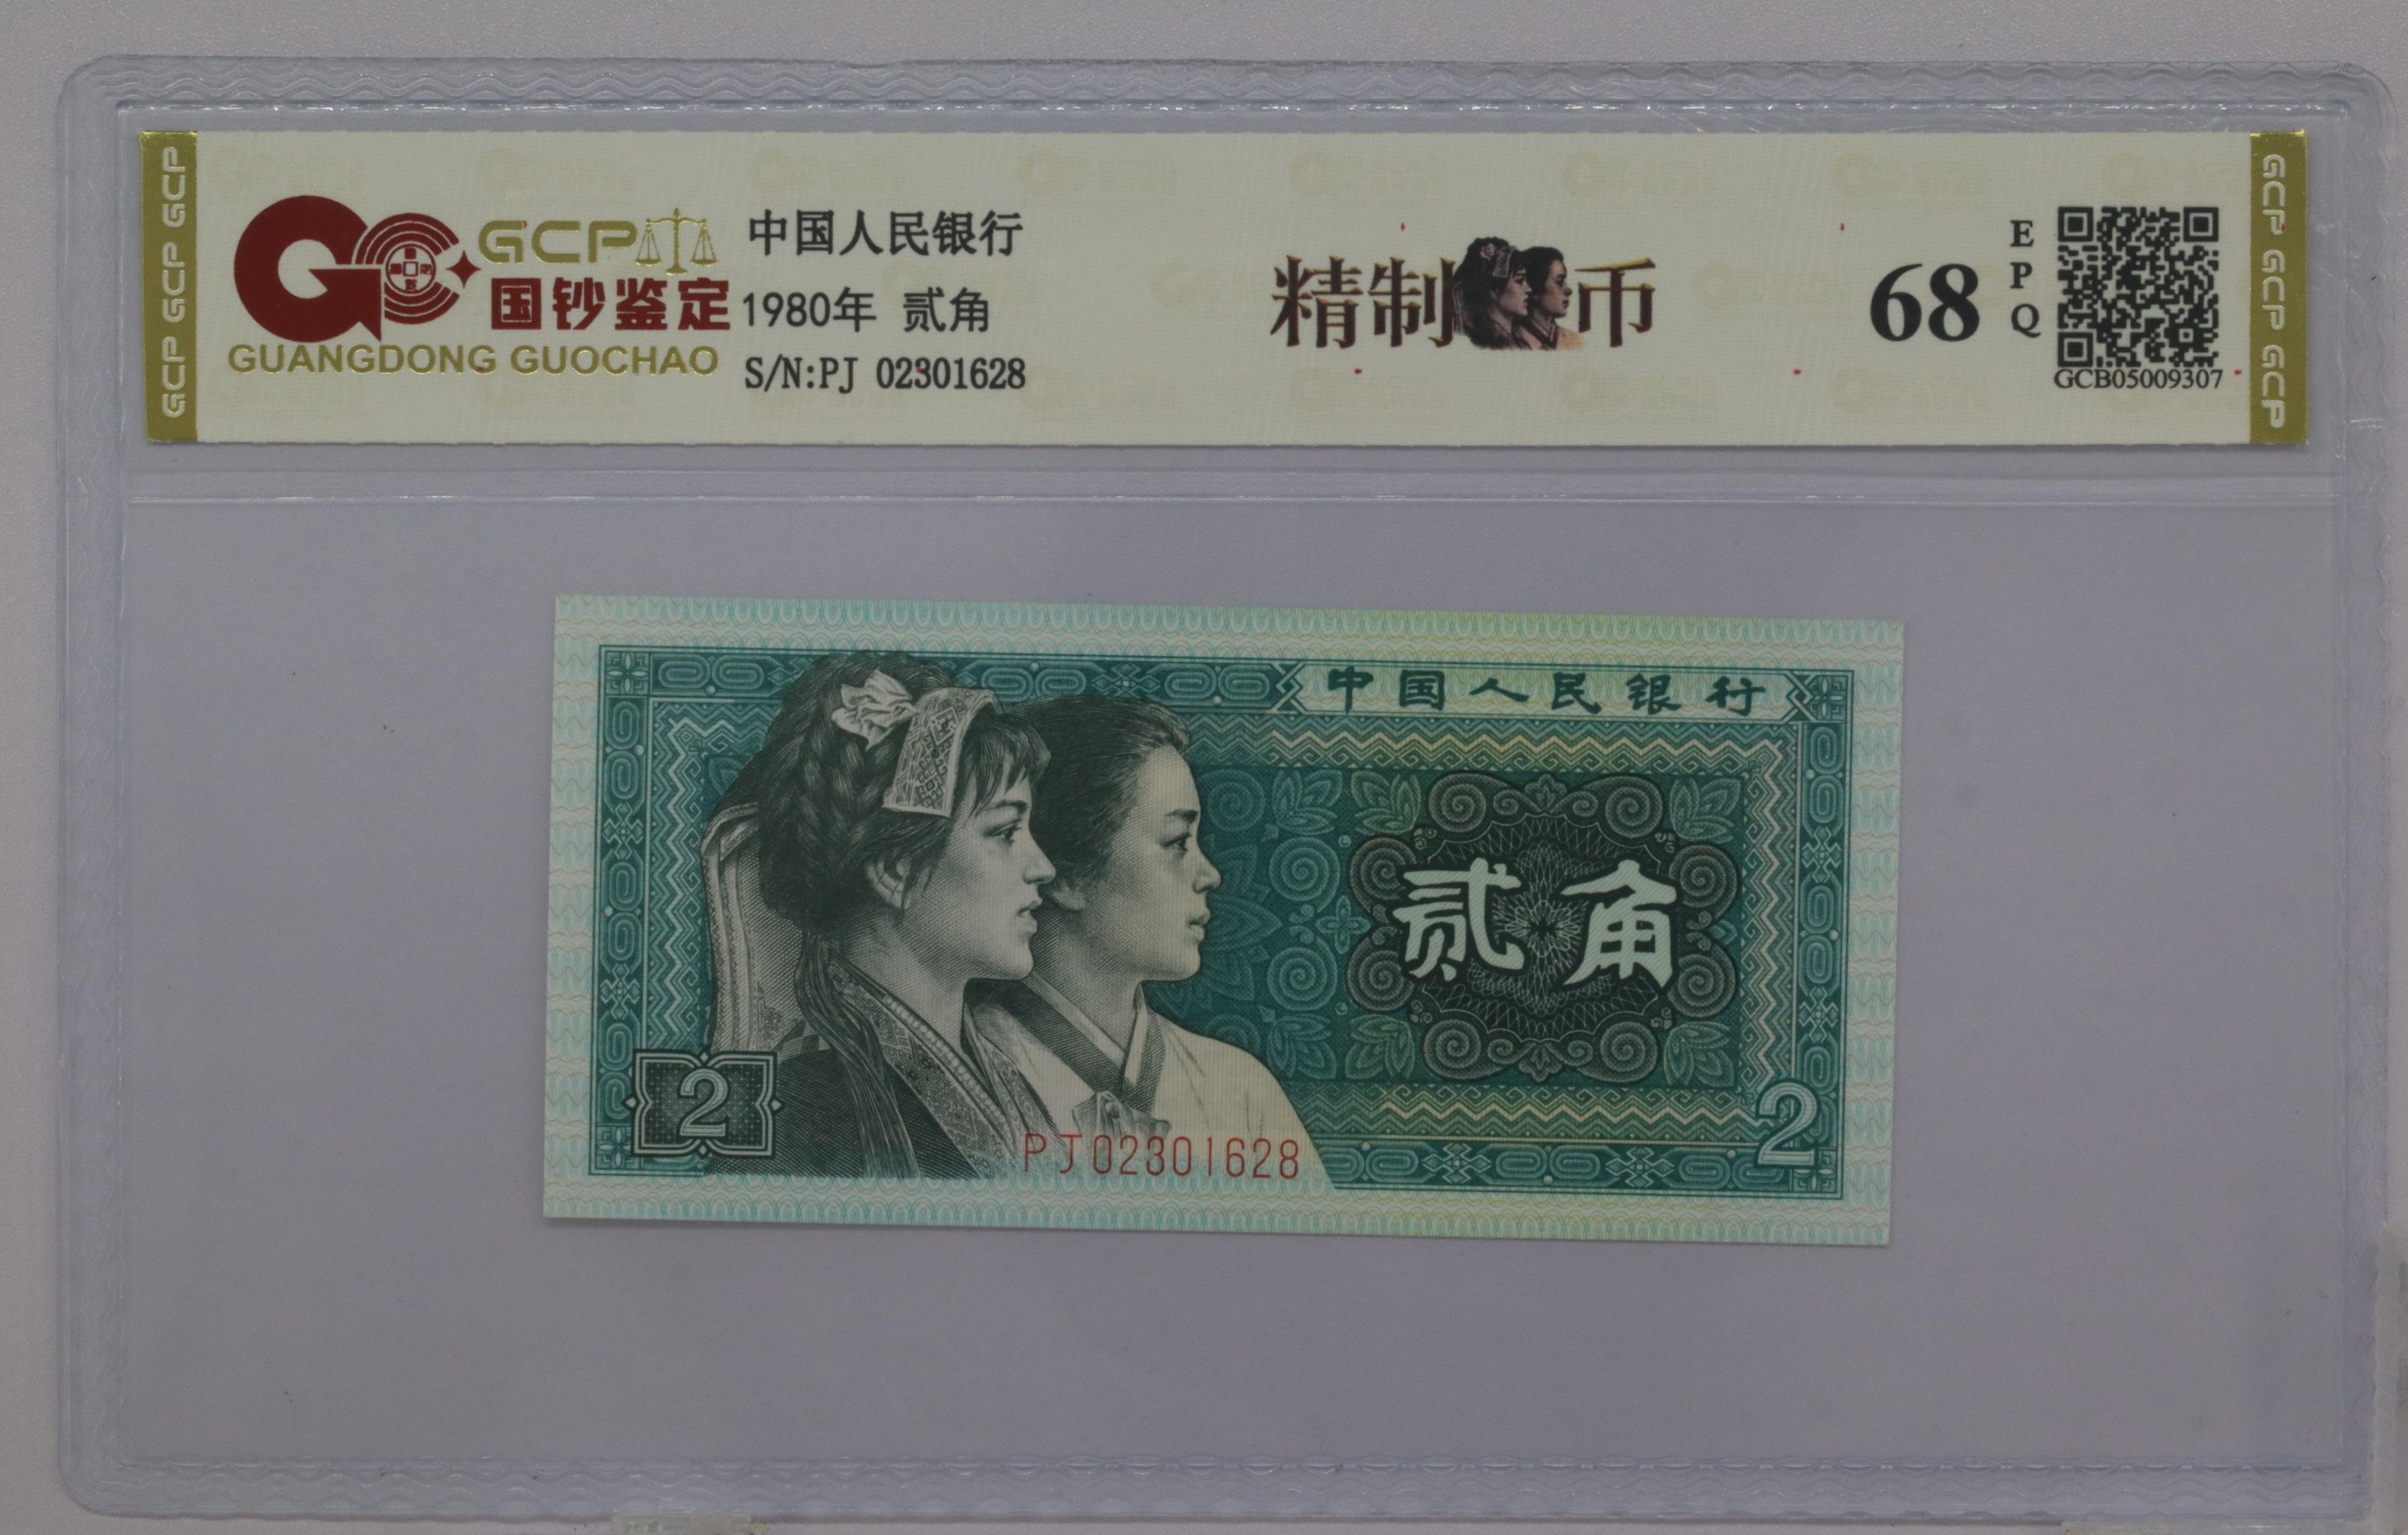 GCP GCP GCP
GCP
国钞鉴定
GUANGDONG GUOCHAO
中国人民银行
1980年 贰角
S/N:PJ 02301628
精制币
68
EPQ
GCB05009307
GCP GCP GCP
中国人民银行
贰角
2
PJ02301628
2